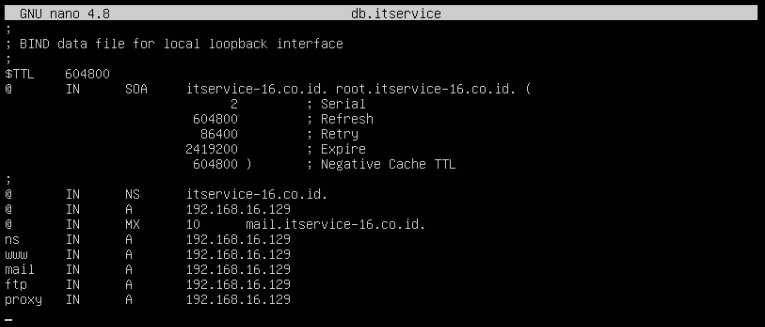 GNU nano 4.8 db.itservice
;
; BIND data file for local loopback interface
;
$TTL 604800
@ IN SOA itservice-16.co.id. root.itservice-16.co.id. (
2 ; Serial
604800 ; Refresh
86400 ; Retry
2419200 ; Expire
604800 ) ; Negative Cache TTL
;
@ IN NS itservice-16.co.id.
@ IN A 192.168.16.129
@ IN MX 10 mail.itservice-16.co.id.
ns IN A 192.168.16.129
www IN A 192.168.16.129
mail IN A 192.168.16.129
ftp IN A 192.168.16.129
proxy IN A 192.168.16.129